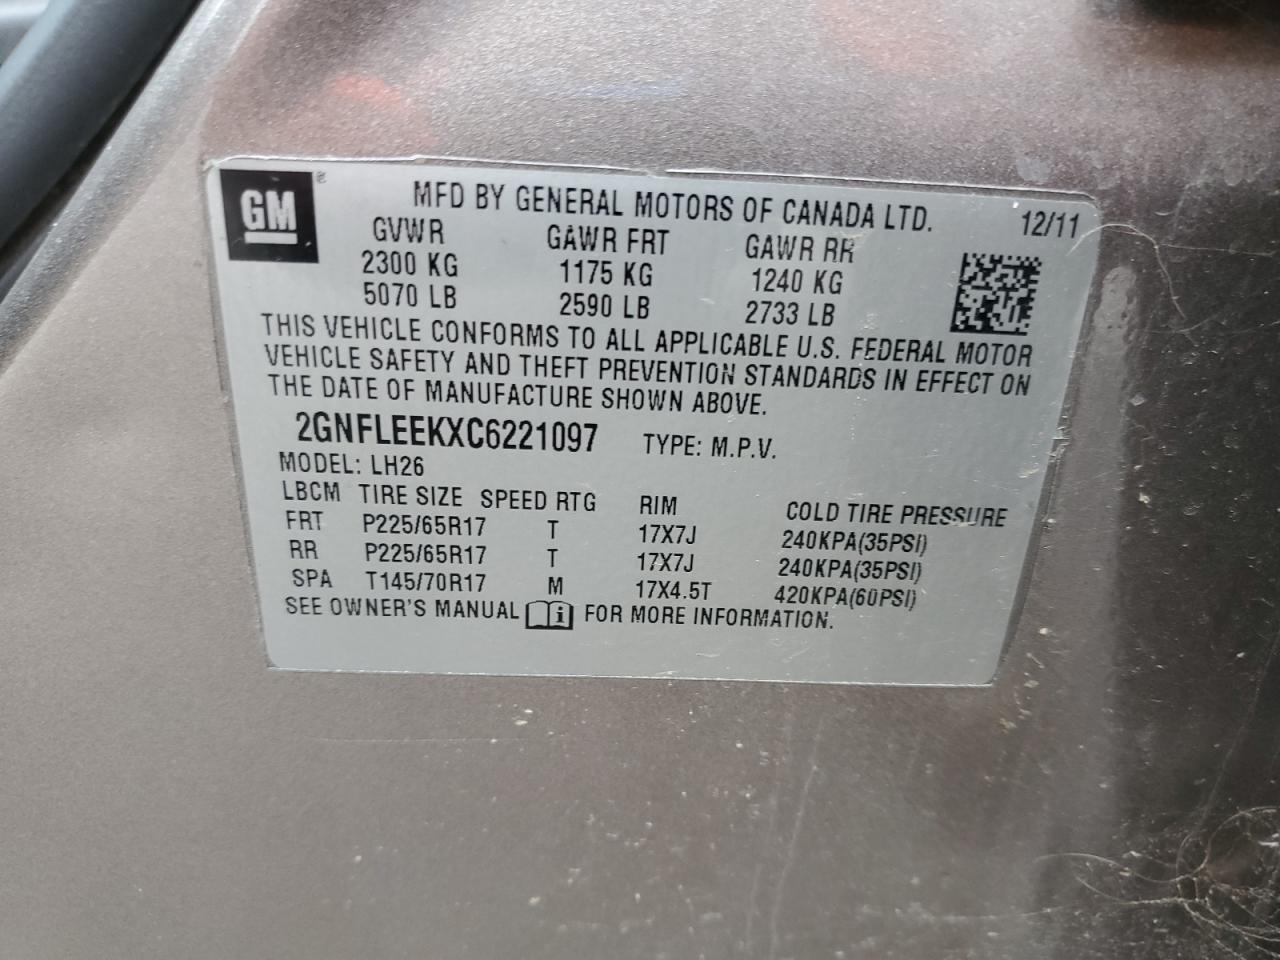 GM®
MFD BY GENERAL MOTORS OF CANADA LTD. 12/11
GVWR GAWR FRT GAWR RR
2300 KG 1175 KG 1240 KG
5070 LB 2590 LB 2733 LB
THIS VEHICLE CONFORMS TO ALL APPLICABLE U.S. FEDERAL MOTOR
VEHICLE SAFETY AND THEFT PREVENTION STANDARDS IN EFFECT ON
THE DATE OF MANUFACTURE SHOWN ABOVE.
2GNFLEEKXC6221097 TYPE: M.P.V.
MODEL: LH26
LBCM TIRE SIZE SPEED RTG RIM COLD TIRE PRESSURE
FRT P225/65R17 T 17X7J 240KPA(35PSI)
RR P225/65R17 T 17X7J 240KPA(35PSI)
SPA T145/70R17 M 17X4.5T 420KPA(60PSI)
SEE OWNER'S MANUAL i FOR MORE INFORMATION.